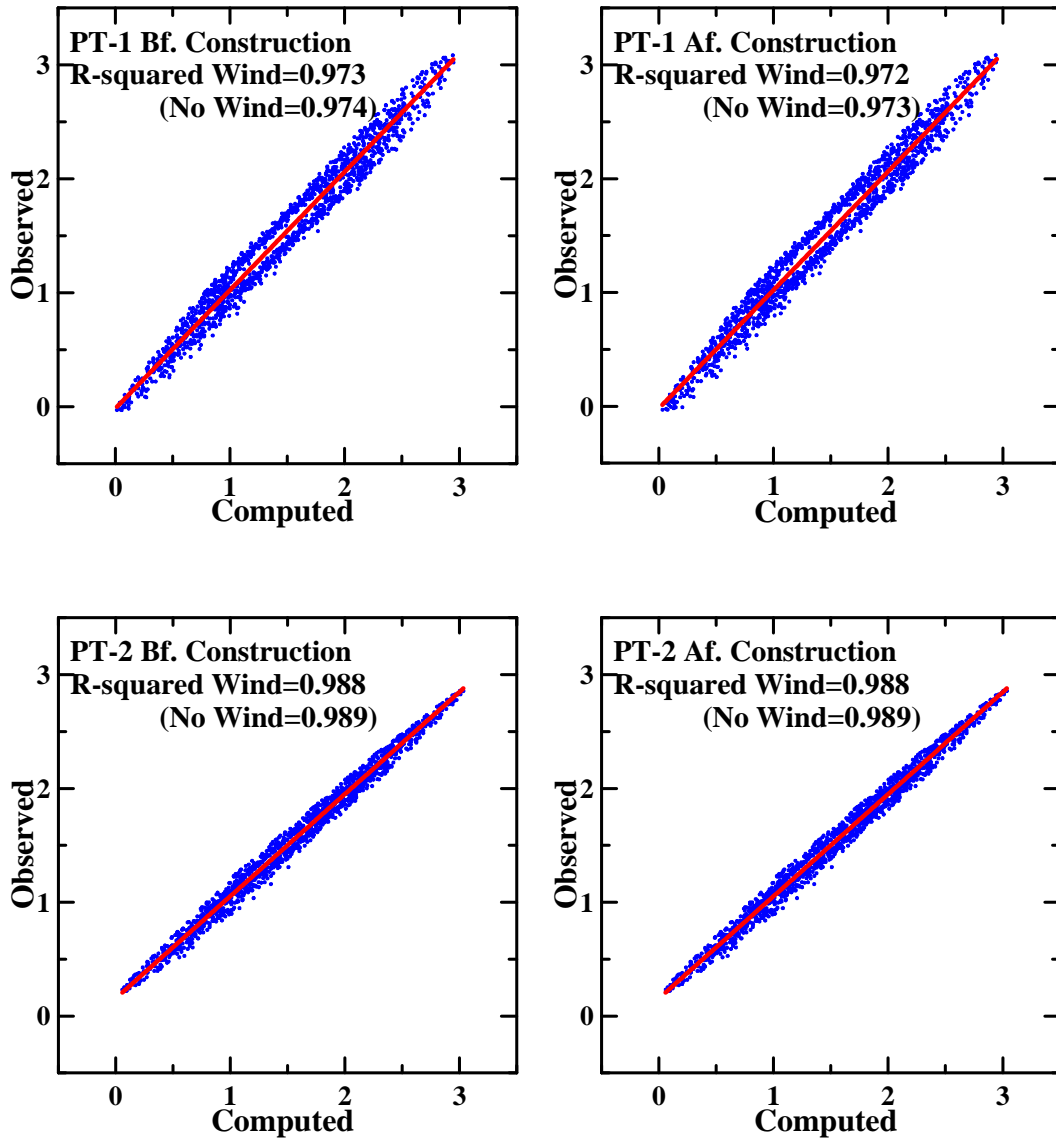 PT-1 Bf. Construction
R-squared Wind=0.973
(No Wind=0.974)
3
2
1
0
Observed
0 1 2 3
Computed
PT-1 Af. Construction
R-squared Wind=0.972
(No Wind=0.973)
3
2
1
0
Observed
0 1 2 3
Computed
PT-2 Bf. Construction
R-squared Wind=0.988
(No Wind=0.989)
3
2
1
0
Observed
0 1 2 3
Computed
PT-2 Af. Construction
R-squared Wind=0.988
(No Wind=0.989)
3
2
1
0
Observed
0 1 2 3
Computed